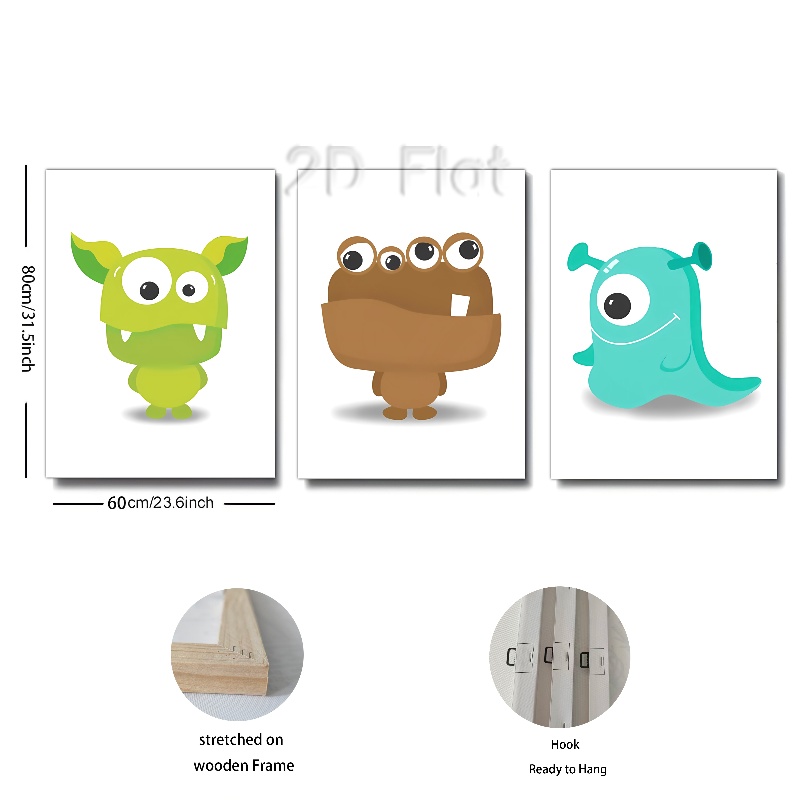 2D Flat
80cm/31.5inch
60cm/23.6inch
stretched on
wooden Frame
Hook
Ready to Hang